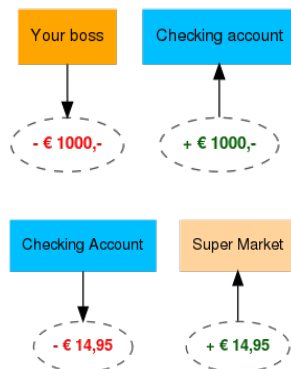 Your boss
Checking account
- € 1000,-
+ € 1000,-
Checking Account
Super Market
- € 14,95
+ € 14,95